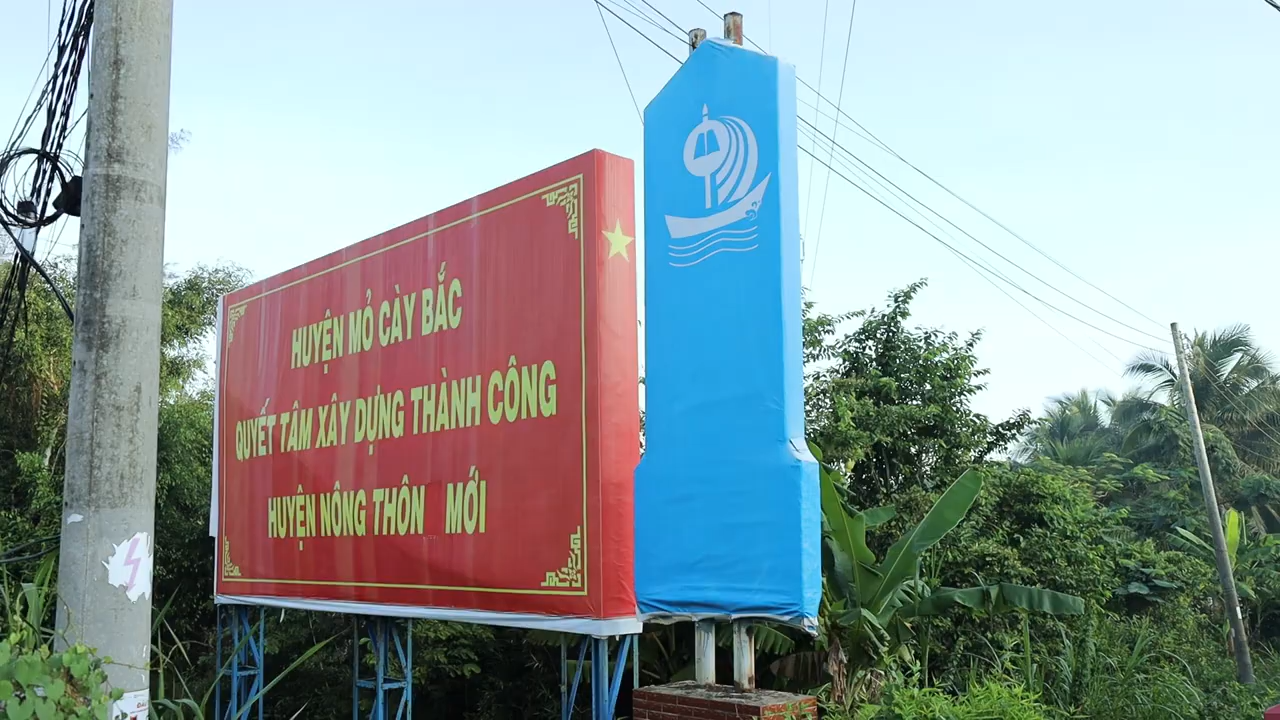 HUYỆN MỎ CÀY BẮC
QUYẾT TÂM XÂY DỰNG THÀNH CÔNG
HUYỆN NÔNG THÔN MỚI